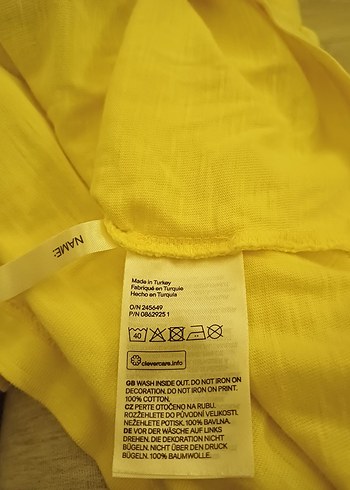 NAME:
Made in Turkey
Fabriqué en Turquie
Hecho en Turquía
O/N 245649
P/N 0862925 1
40
clevercare.info
GB WASH INSIDE OUT. DO NOT IRON ON
DECORATION. DO NOT IRON ON PRINT.
100% COTTON.
CZ PERTE OTOČENO NA RUBU.
ROZŽEHLETE DO PŮVODNÍ VELIKOSTI.
NEŽEHLETE POTISK. 100% BAVLNA.
DE VOR DER WÄSCHE AUF LINKS
DREHEN. DIE DEKORATION NICHT
BÜGELN. NICHT ÜBER DEN DRUCK
BÜGELN. 100% BAUMWOLLE.